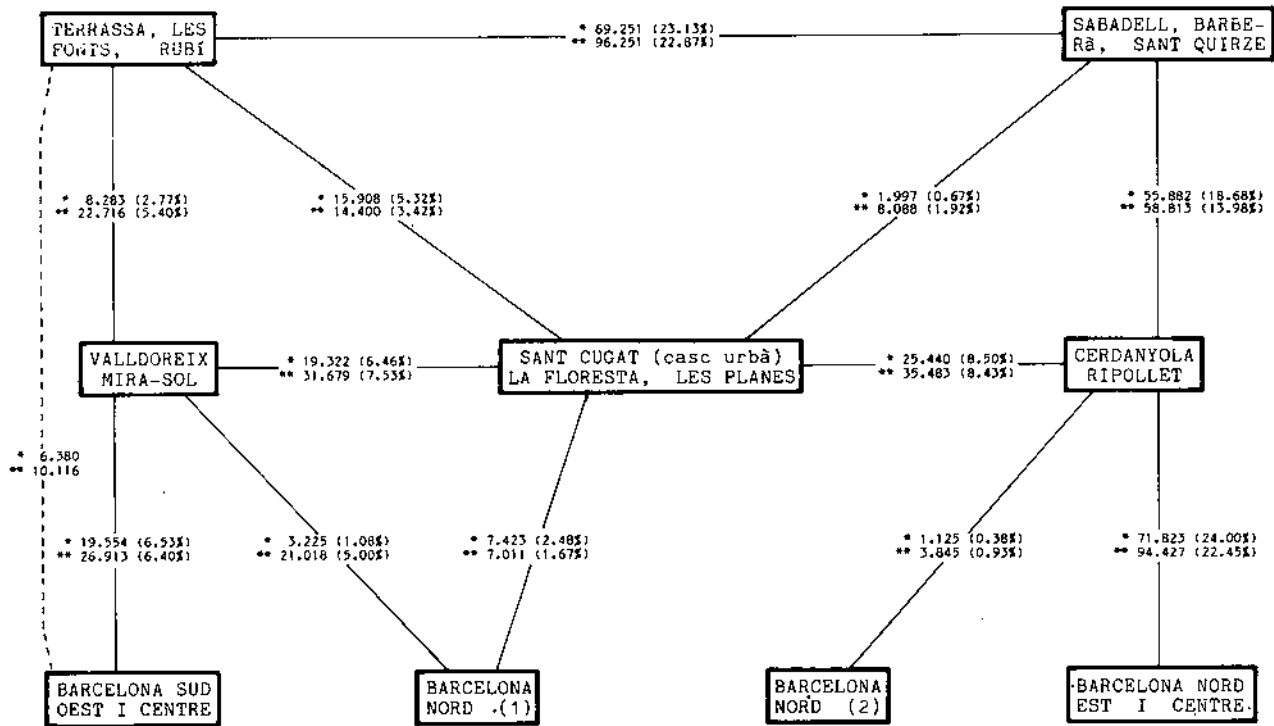 TERRASSA, LES
FONTS, RUBÍ
* 69.251 (23.13%)
** 96.251 (22.87%)
SABADELL, BARBE-
Rà, SANT QUIRZE
* 8.283 (2.77%)
** 22.716 (5.40%)
* 15.908 (5.32%)
** 14.400 (3.42%)
* 1.997 (0.67%)
** 8.088 (1.92%)
* 55.882 (18.68%)
** 58.813 (13.98%)
VALLDOREIX
MIRA-SOL
* 19.322 (6.46%)
** 31.679 (7.53%)
SANT CUGAT (casc urbà)
LA FLORESTA, LES PLANES
* 25.440 (8.50%)
** 35.483 (8.43%)
CERDANYOLA
RIPOLLET
* 6.380
** 10.116
* 19.554 (6.53%)
** 26.913 (6.40%)
* 3.225 (1.08%)
** 21.018 (5.00%)
* 7.423 (2.48%)
** 7.011 (1.67%)
* 1.125 (0.38%)
** 3.845 (0.93%)
* 71.823 (24.00%)
** 94.427 (22.45%)
BARCELONA SUD
OEST I CENTRE
BARCELONA
NORD (1)
BARCELONA
NORD (2)
BARCELONA NORD
EST I CENTRE